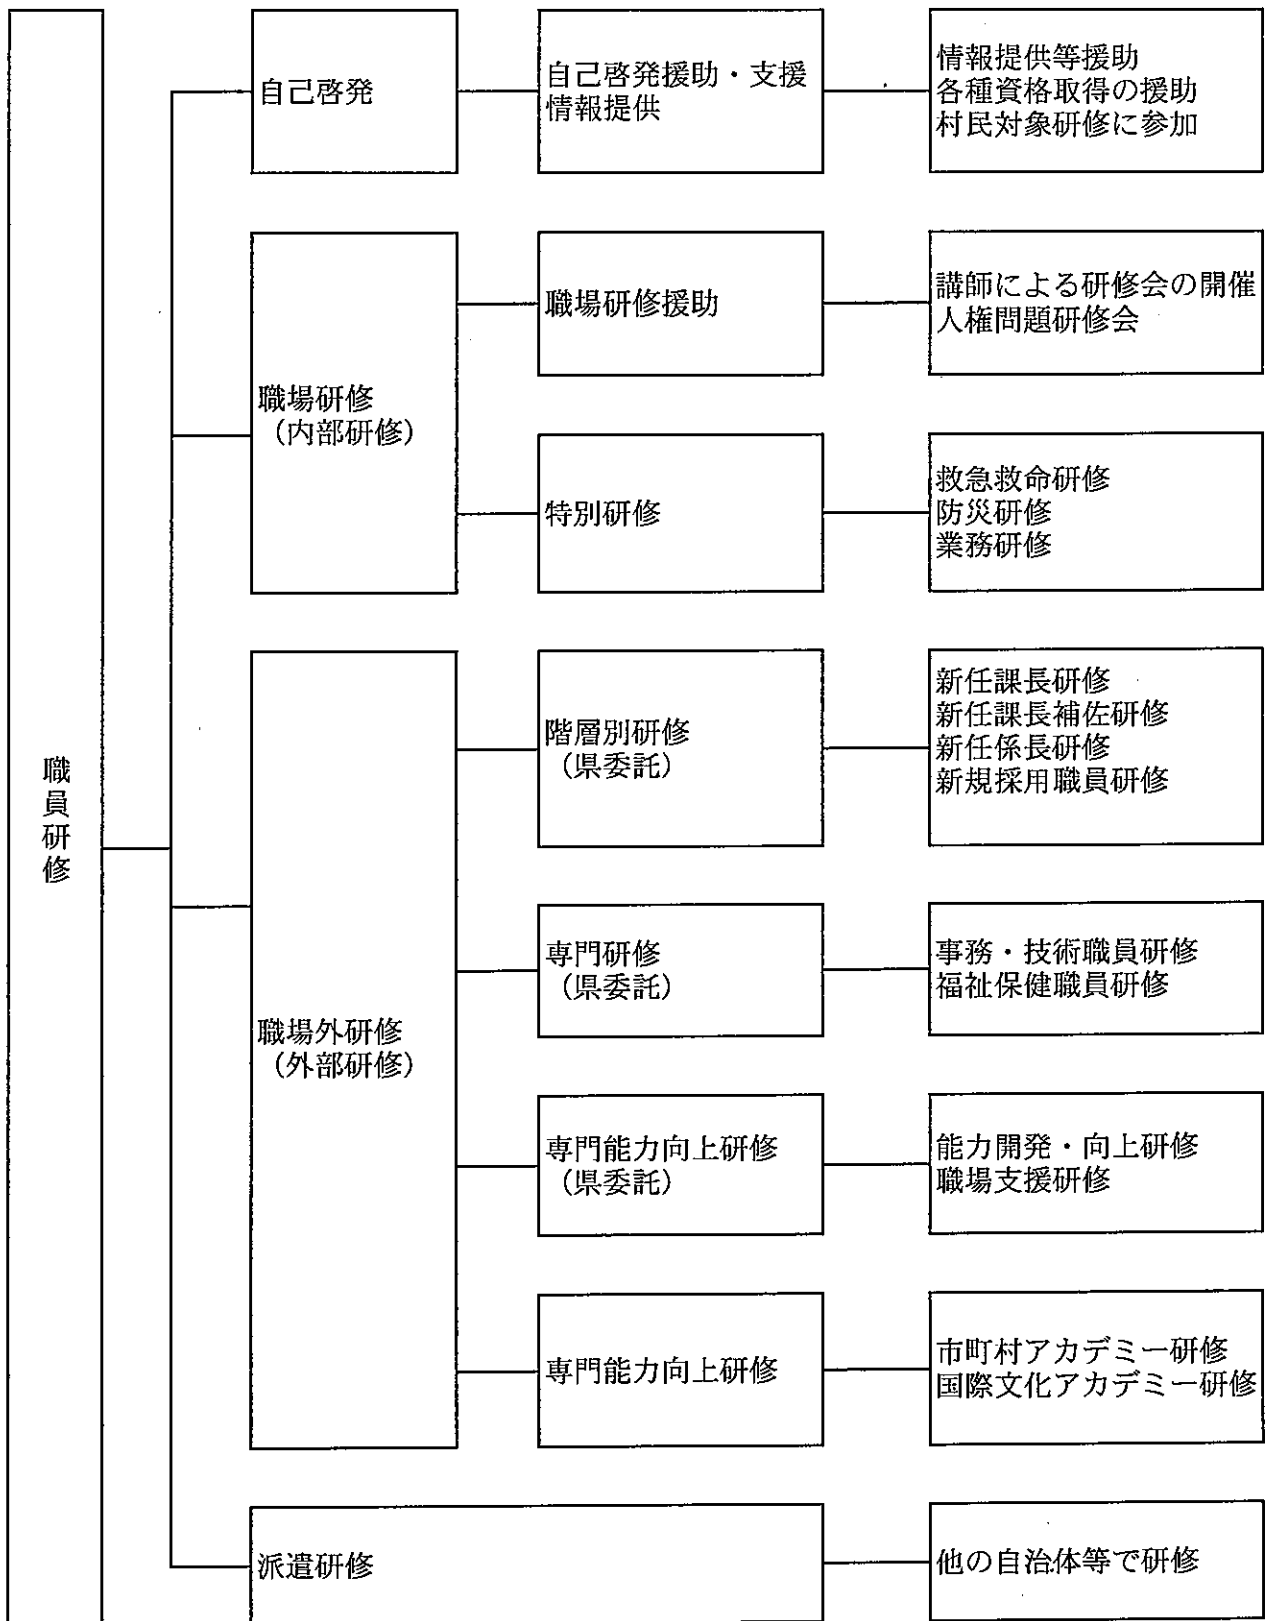 職員研修
自己啓発
自己啓発援助・支援
情報提供
情報提供等援助
各種資格取得の援助
村民対象研修に参加
職場研修
（内部研修）
職場研修援助
講師による研修会の開催
人権問題研修会
特別研修
救急救命研修
防災研修
業務研修
職場外研修
（外部研修）
階層別研修
（県委託）
新任課長研修
新任課長補佐研修
新任係長研修
新規採用職員研修
専門研修
（県委託）
事務・技術職員研修
福祉保健職員研修
専門能力向上研修
（県委託）
能力開発・向上研修
職場支援研修
専門能力向上研修
市町村アカデミー研修
国際文化アカデミー研修
派遣研修
他の自治体等で研修